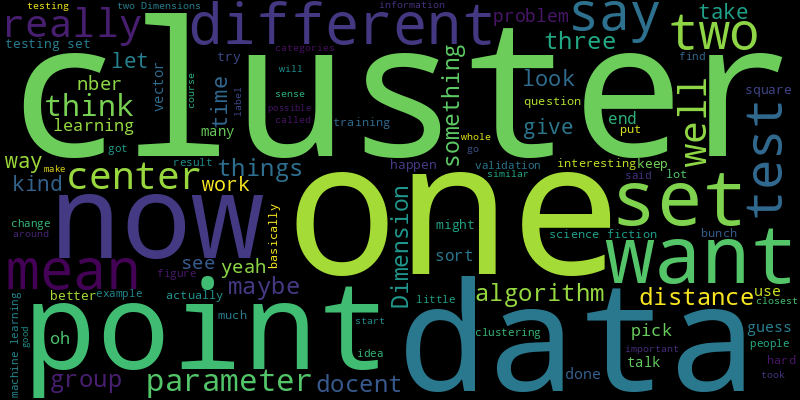 testing two Dimensions information
really different say take
problem
testing set let try categories three two
cluster
nber vector course time will
sense look something
think label possible question end
learning many called give put well square
find
got training whole test
way make result things happen go validation interesting keep
kind center work similar said lot set
change now one science fiction bunch
around basically Dimension might
mean see yeah figure maybe sort want
better example actually little algorithm distance use
closest
machine learning good oh point much start clustering data pick guess
idea important people
talk hard
group parameter docent done took